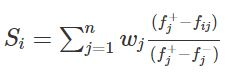 $S_i = \sum_{j=1}^{n} w_j \frac{(f_j^+ - f_{ij})}{(f_j^+ - f_j^-)}$